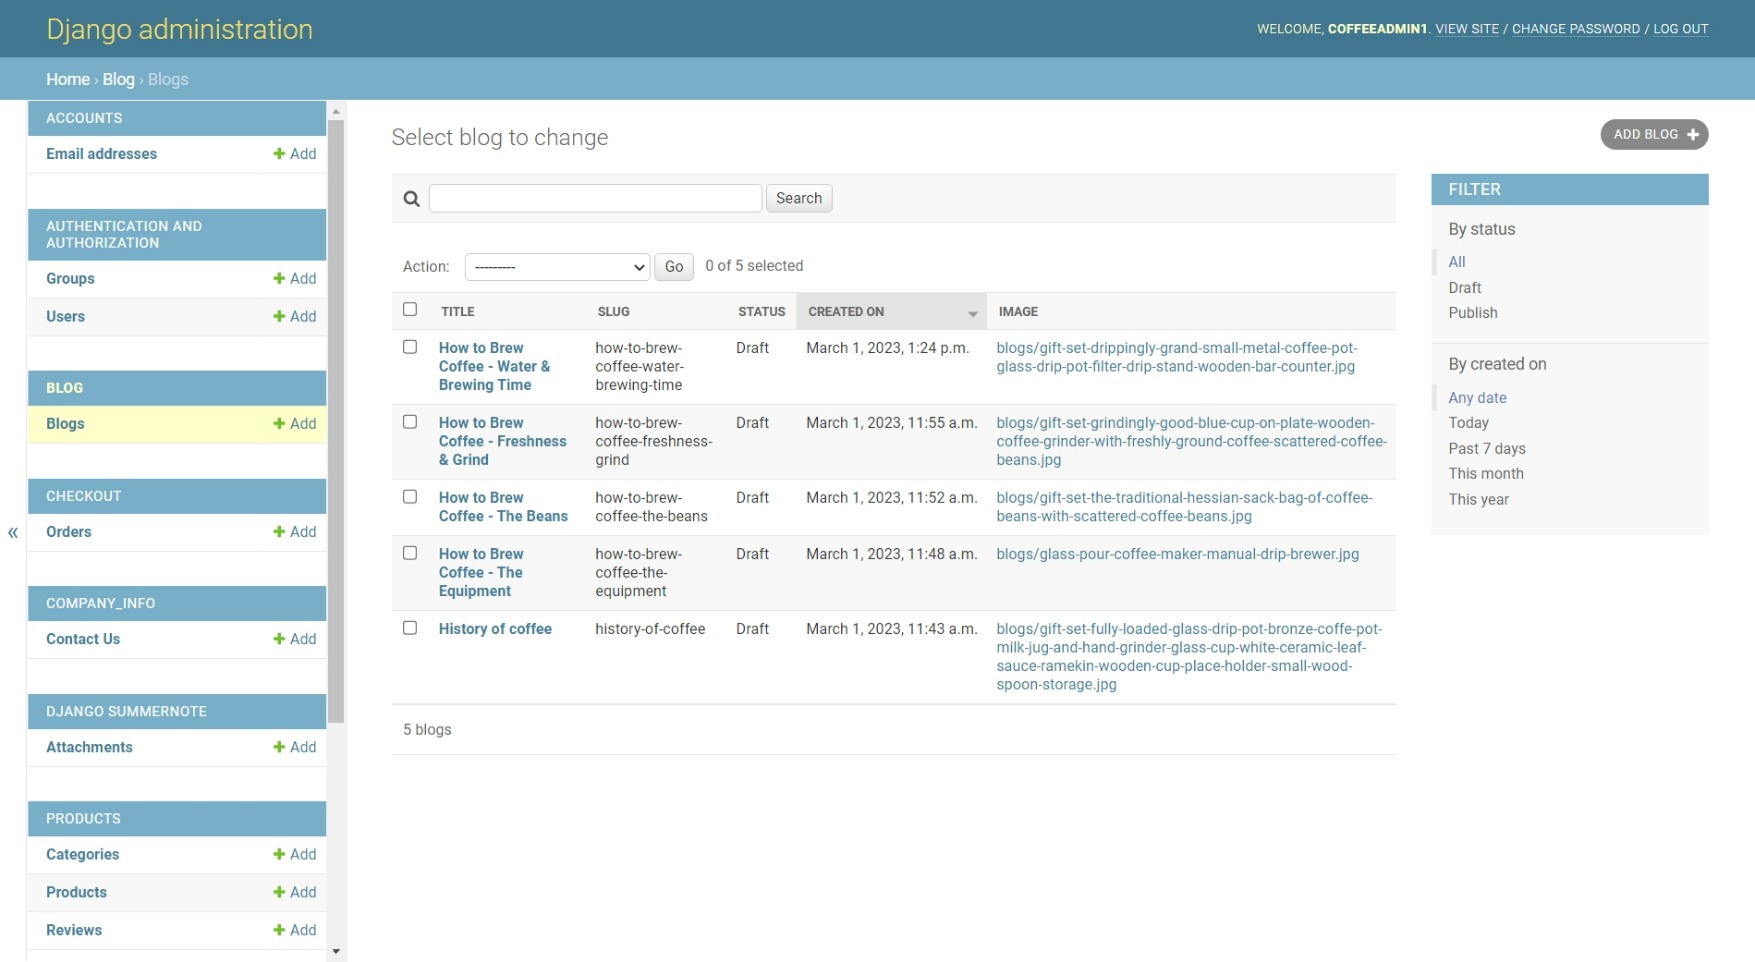 Django administration
WELCOME, COFFEEADMIN1. VIEW SITE / CHANGE PASSWORD / LOG OUT
Home › Blog › Blogs
ACCOUNTS
Email addresses + Add
AUTHENTICATION AND
AUTHORIZATION
Groups + Add
Users + Add
BLOG
Blogs + Add
CHECKOUT
Orders + Add
COMPANY_INFO
Contact Us + Add
DJANGO SUMMERNOTE
Attachments + Add
PRODUCTS
Categories + Add
Products + Add
Reviews + Add
«
Select blog to change
ADD BLOG +
Search
Action: --------- Go 0 of 5 selected
TITLE SLUG STATUS CREATED ON IMAGE
How to Brew how-to-brew- Draft March 1, 2023, 1:24 p.m. blogs/gift-set-drippingly-grand-small-metal-coffee-pot-
Coffee - Water & coffee-water- glass-drip-pot-filter-drip-stand-wooden-bar-counter.jpg
Brewing Time brewing-time
How to Brew how-to-brew- Draft March 1, 2023, 11:55 a.m. blogs/gift-set-grindingly-good-blue-cup-on-plate-wooden-
Coffee - Freshness coffee-freshness- coffee-grinder-with-freshly-ground-coffee-scattered-coffee-
& Grind grind beans.jpg
How to Brew how-to-brew- Draft March 1, 2023, 11:52 a.m. blogs/gift-set-the-traditional-hessian-sack-bag-of-coffee-
Coffee - The Beans coffee-the-beans beans-with-scattered-coffee-beans.jpg
How to Brew how-to-brew- Draft March 1, 2023, 11:48 a.m. blogs/glass-pour-coffee-maker-manual-drip-brewer.jpg
Coffee - The coffee-the-
Equipment equipment
History of coffee history-of-coffee Draft March 1, 2023, 11:43 a.m. blogs/gift-set-fully-loaded-glass-drip-pot-bronze-coffe-pot-
milk-jug-and-hand-grinder-glass-cup-white-ceramic-leaf-
sauce-ramekin-wooden-cup-place-holder-small-wood-
spoon-storage.jpg
5 blogs
FILTER
By status
All
Draft
Publish
By created on
Any date
Today
Past 7 days
This month
This year